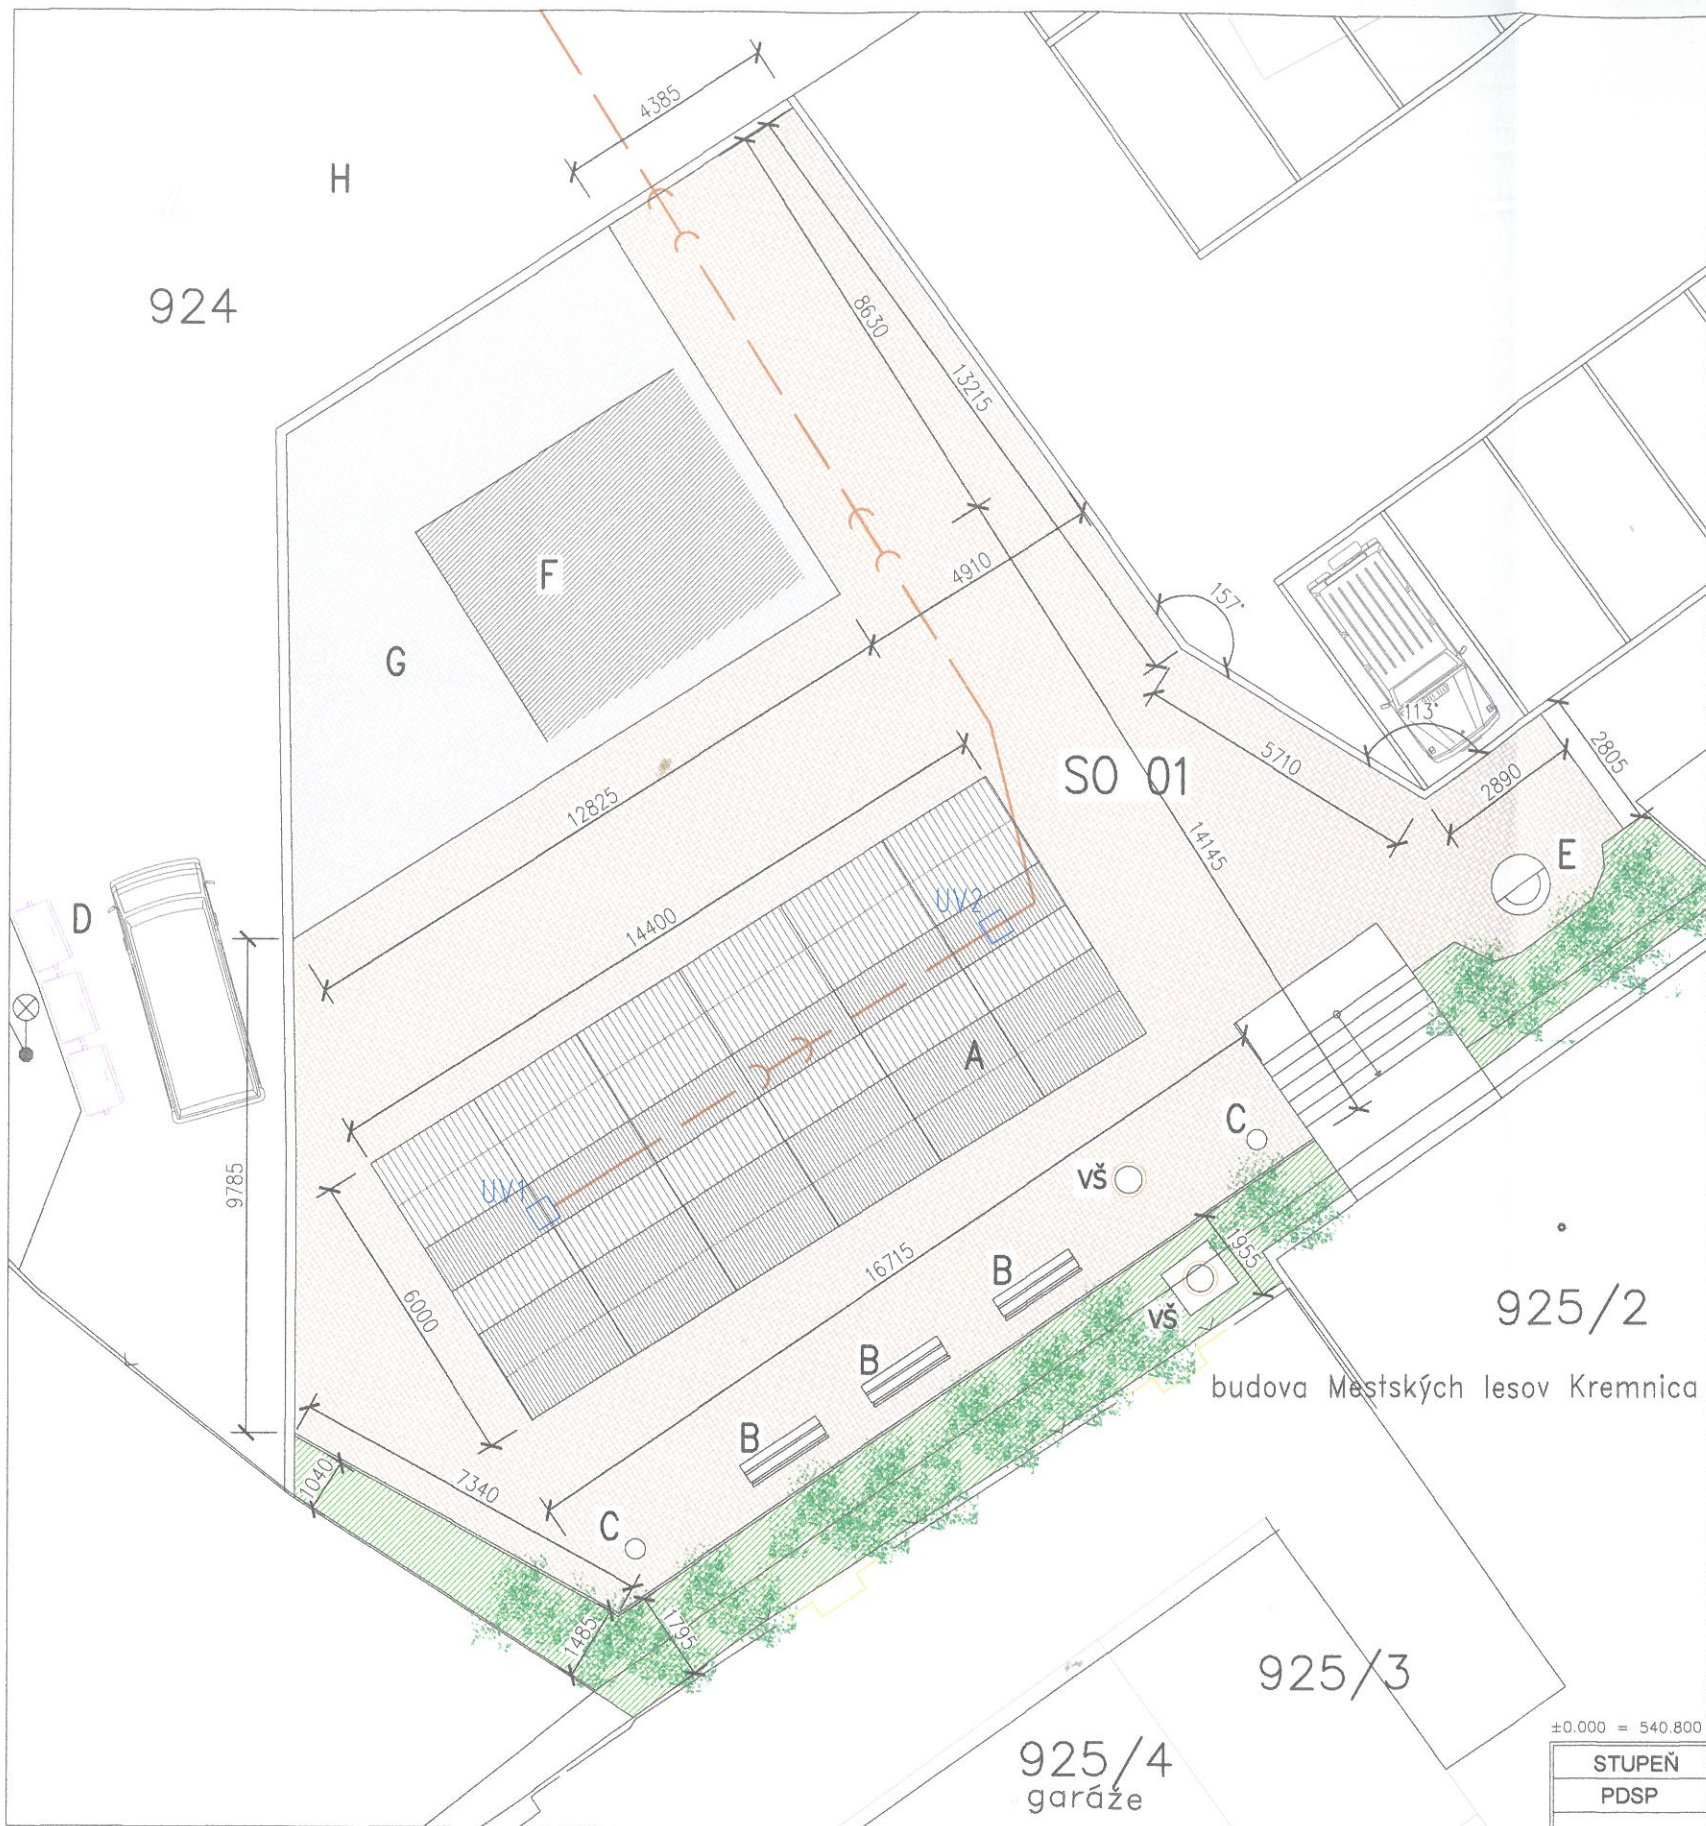 4385
H
924
8630
13215
F
4910
157°
G
113°
2805
SO 01
5710
2890
12825
14145
E
D
14400
UV2
A
C
9785
UV1
VŠ
16715
1955
B
6000
VŠ
925/2
B
budova Mestských lesov Kremnica
B
1040
7340
C
1485
1795
925/3
±0.000 = 540.800
925/4
garáže
STUPEŇ
PDSP